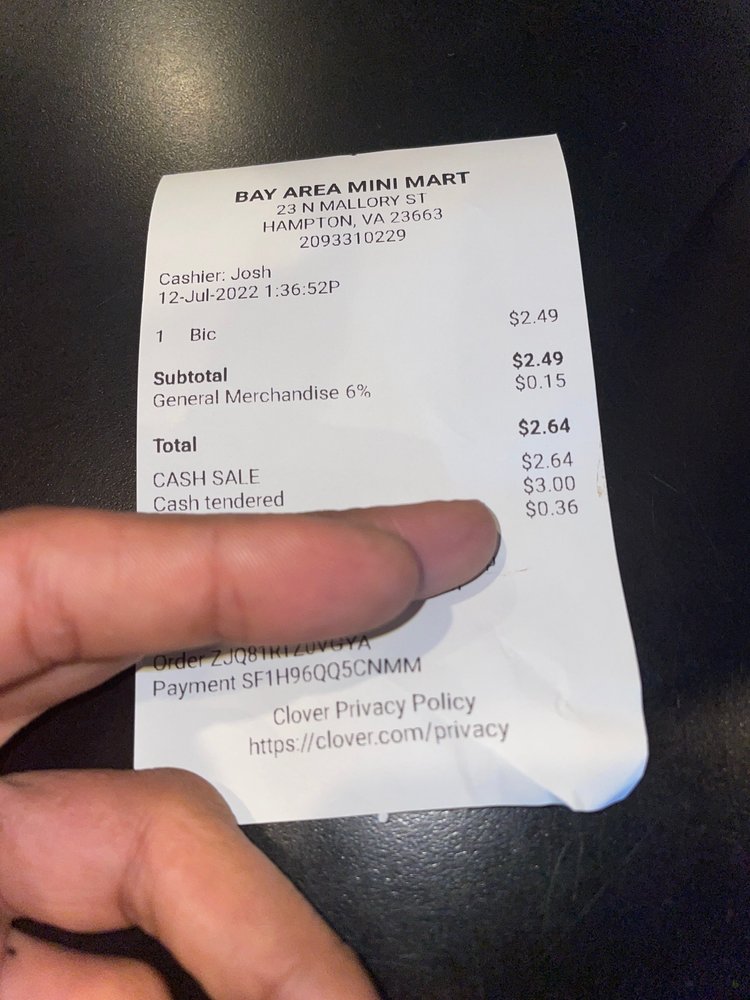 BAY AREA MINI MART
23 N MALLORY ST
HAMPTON, VA 23663
2093310229
Cashier: Josh
12-Jul-2022 1:36:52P
1 Bic $2.49
Subtotal $2.49
General Merchandise 6% $0.15
Total $2.64
CASH SALE $2.64
Cash tendered $3.00
$0.36
Order
Payment SF1H96QQ5CNMM
Clover Privacy Policy
https://clover.com/privacy